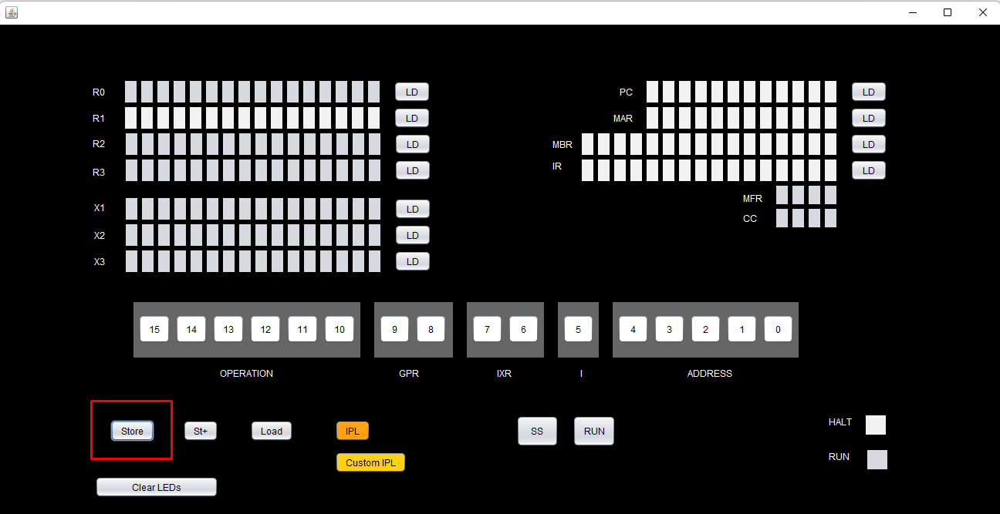 R0 LD PC LD
R1 LD MAR LD
R2 LD MBR LD
R3 LD IR LD
MFR
X1 LD CC
X2 LD
X3 LD
15 14 13 12 11 10 9 8 7 6 5 4 3 2 1 0
OPERATION GPR IXR I ADDRESS
Store St+ Load IPL SS RUN HALT
Custom IPL RUN
Clear LEDs